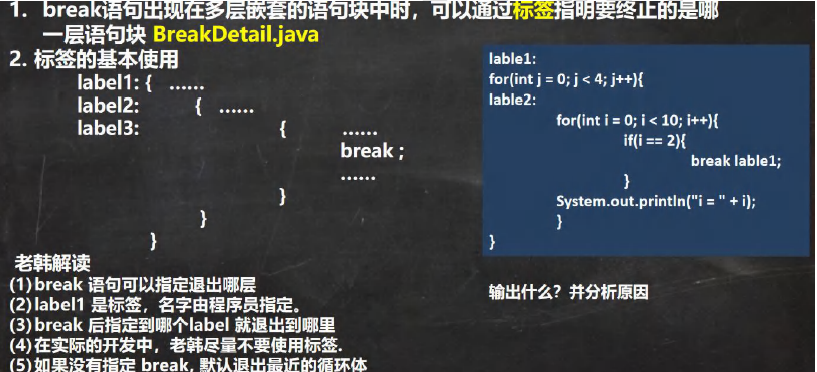 1. break语句出现在多层嵌套的语句块中时，可以通过标签指明要终止的是哪
一层语句块 BreakDetail.java
2. 标签的基本使用
label1: { ……
label2: { ……
label3: { ……
break ;
……
}
}
}
老韩解读
(1)break 语句可以指定退出哪层
(2)label1 是标签，名字由程序员指定。
(3)break 后指定到哪个label 就退出到哪里
(4)在实际的开发中，老韩尽量不要使用标签.
(5)如果没有指定 break, 默认退出最近的循环体
lable1:
for(int j = 0; j < 4; j++){
lable2:
for(int i = 0; i < 10; i++){
if(i == 2){
break lable1;
}
System.out.println("i = " + i);
}
}
输出什么？并分析原因